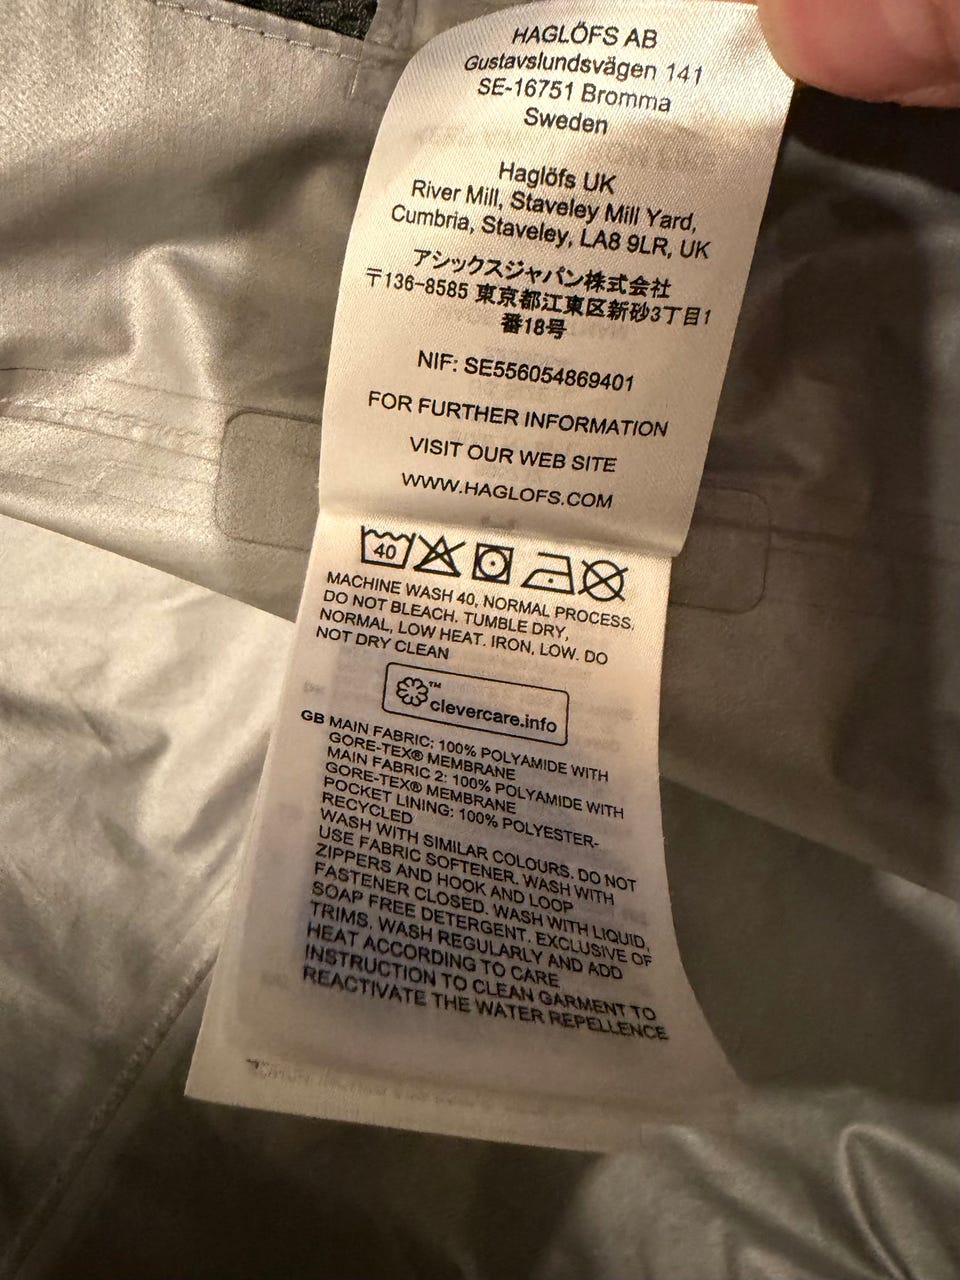 HAGLÖFS AB
Gustavslundsvägen 141
SE-16751 Bromma
Sweden
Haglöfs UK
River Mill, Staveley Mill Yard,
Cumbria, Staveley, LA8 9LR, UK
アシックスジャパン株式会社
〒136-8585 東京都江東区新砂3丁目1
番18号
NIF: SE556054869401
FOR FURTHER INFORMATION
VISIT OUR WEB SITE
WWW.HAGLOFS.COM
40
MACHINE WASH 40, NORMAL PROCESS,
DO NOT BLEACH. TUMBLE DRY,
NORMAL, LOW HEAT. IRON, LOW. DO
NOT DRY CLEAN
™
clevercare.info
GB MAIN FABRIC: 100% POLYAMIDE WITH
GORE-TEX® MEMBRANE
MAIN FABRIC 2: 100% POLYAMIDE WITH
GORE-TEX® MEMBRANE
POCKET LINING: 100% POLYESTER-
RECYCLED
WASH WITH SIMILAR COLOURS. DO NOT
USE FABRIC SOFTENER. WASH WITH
ZIPPERS AND HOOK AND LOOP
FASTENER CLOSED. WASH WITH LIQUID,
SOAP FREE DETERGENT. EXCLUSIVE OF
TRIMS. WASH REGULARLY AND ADD
HEAT ACCORDING TO CARE
INSTRUCTION TO CLEAN GARMENT TO
REACTIVATE THE WATER REPELLENCE